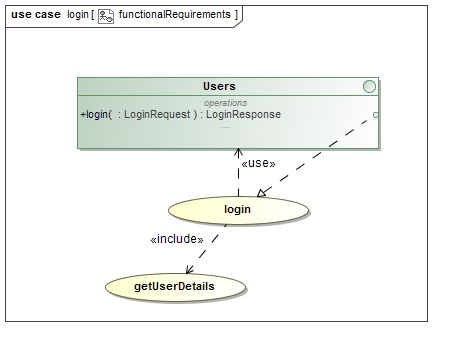 use case login [ functionalRequirements ]
Users
operations
+login( : LoginRequest ) : LoginResponse
...
«use»
login
«include»
getUserDetails